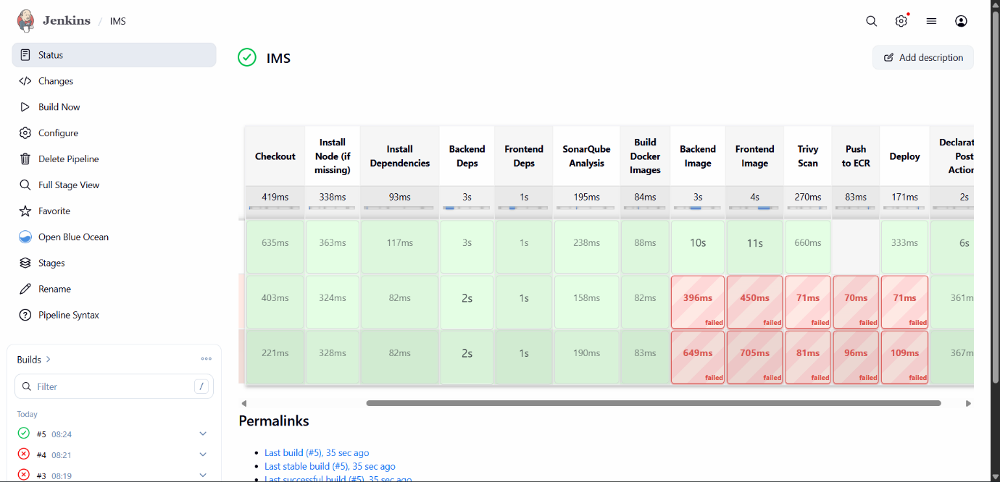 Jenkins / IMS
Status
Changes
Build Now
Configure
Delete Pipeline
Full Stage View
Favorite
Open Blue Ocean
Stages
Rename
Pipeline Syntax
Builds
Filter /
Today
#5 08:24
#4 08:21
#3 08:19
IMS
Add description
Checkout
Install
Node (if
missing)
Install
Dependencies
Backend
Deps
Frontend
Deps
SonarQube
Analysis
Build
Docker
Images
Backend
Image
Frontend
Image
Trivy
Scan
Push
to ECR
Deploy
Declarat
Post
Action
419ms 338ms 93ms 3s 1s 195ms 84ms 3s 4s 270ms 83ms 171ms 2s
635ms 363ms 117ms 3s 1s 238ms 88ms 10s 11s 660ms 333ms 6s
403ms 324ms 82ms 2s 1s 158ms 82ms 396ms 450ms 71ms 70ms 71ms 361m
failed failed failed failed failed
221ms 328ms 82ms 2s 1s 190ms 83ms 649ms 705ms 81ms 96ms 109ms 367m
failed failed failed failed failed
Permalinks
Last build (#5), 35 sec ago
Last stable build (#5), 35 sec ago
Last successful build (#5), 35 sec ago